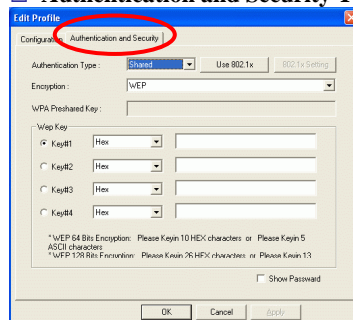 Authentication and Security T
Edit Profile
Configuration Authentication and Security
Authentication Type : Shared Use 802.1x 802.1x Setting
Encryption : WEP
WPA Preshared Key :
Wep Key
Key#1 Hex
Key#2 Hex
Key#3 Hex
Key#4 Hex
*WEP 64 Bits Encryption: Please Keyin 10 HEX characters or Please Keyin 5
ASCII characters
*WEP 128 Bits Encryption: Please Keyin 26 HEX characters or Please Keyin 13
Show Passward
OK Cancel Apply